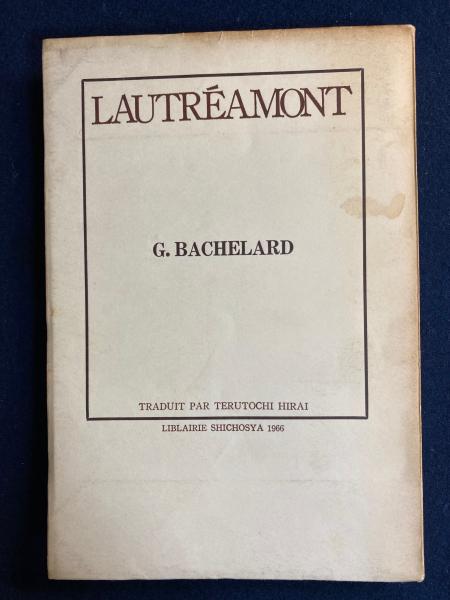 LAUTRÉAMONT
G. BACHELARD
TRADUIT PAR TERUTOCHI HIRAI
LIBLAIRIE SHICHOSYA 1966